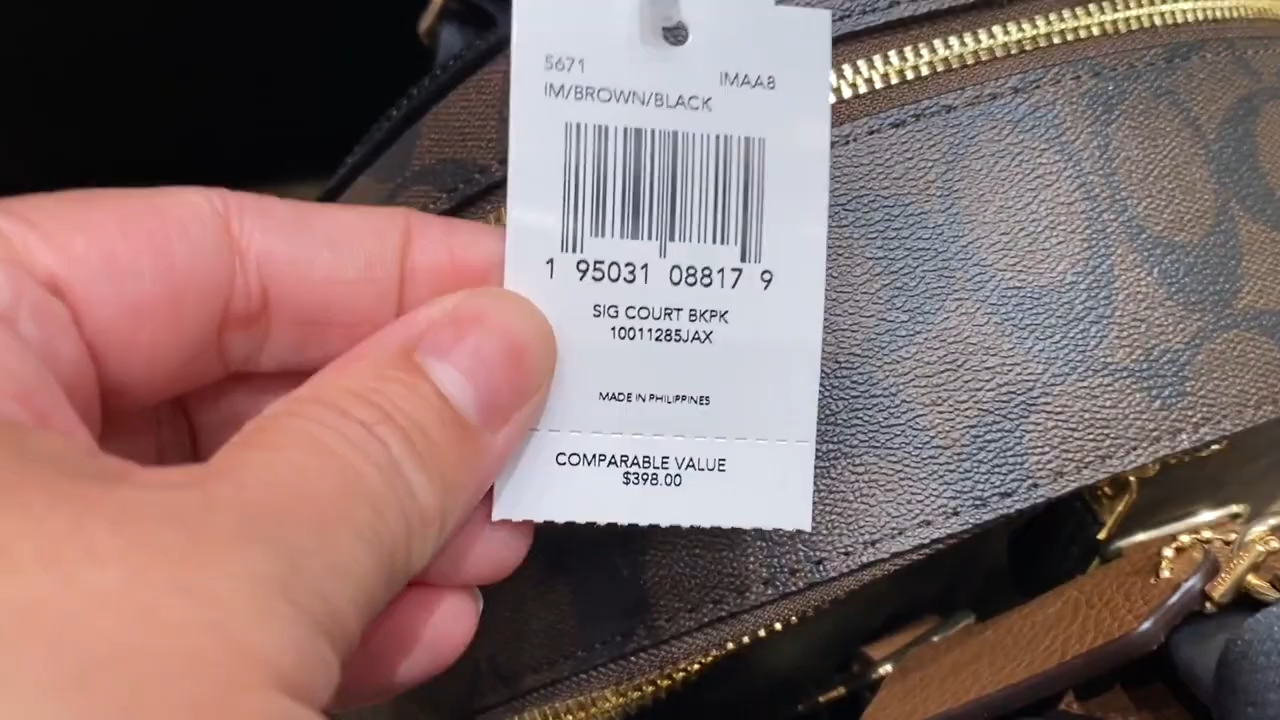 5671
IMAA8
IM/BROWN/BLACK
1 95031 08817 9
SIG COURT BKPK
10011285JAX
MADE IN PHILIPPINES
COMPARABLE VALUE
$398.00